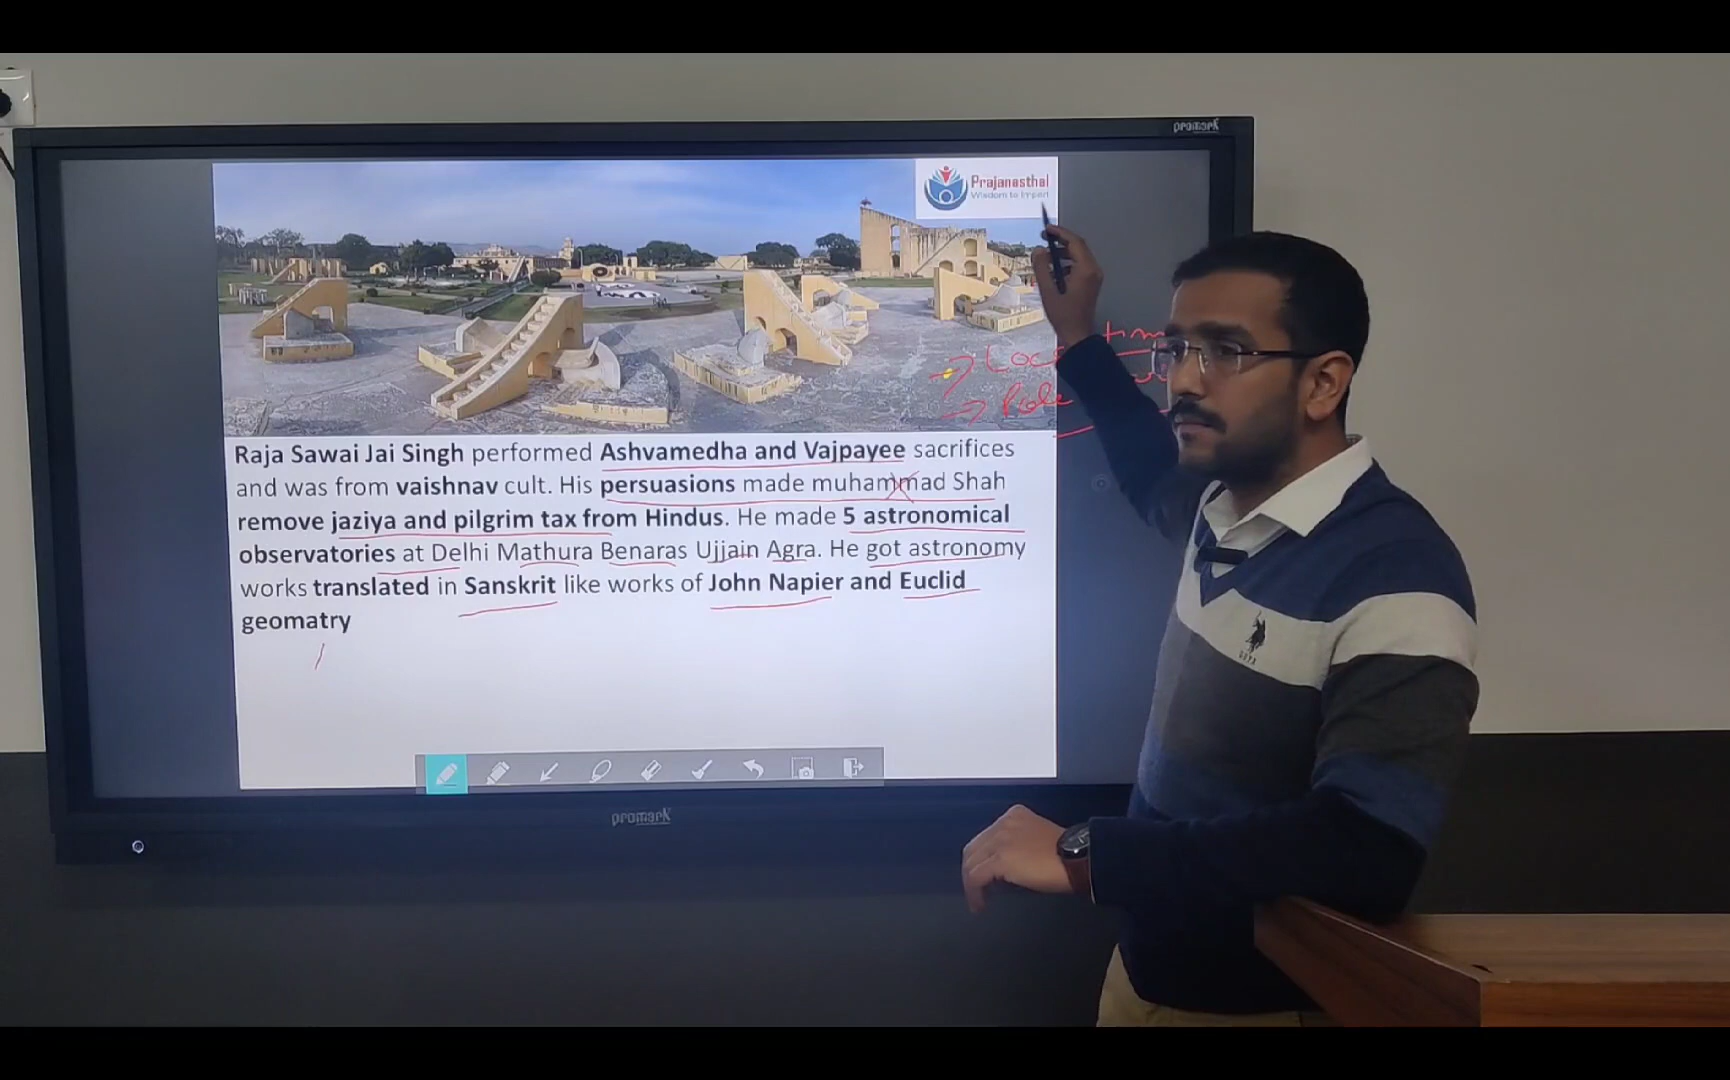 promark
Prajanasthal
Wisdom to Impart
time
Pole
Raja Sawai Jai Singh performed Ashvamedha and Vajpayee sacrifices
and was from vaishnav cult. His persuasions made muhammad Shah
remove jaziya and pilgrim tax from Hindus. He made 5 astronomical
observatories at Delhi Mathura Benaras Ujjain Agra. He got astronomy
works translated in Sanskrit like works of John Napier and Euclid
geomatry
promark